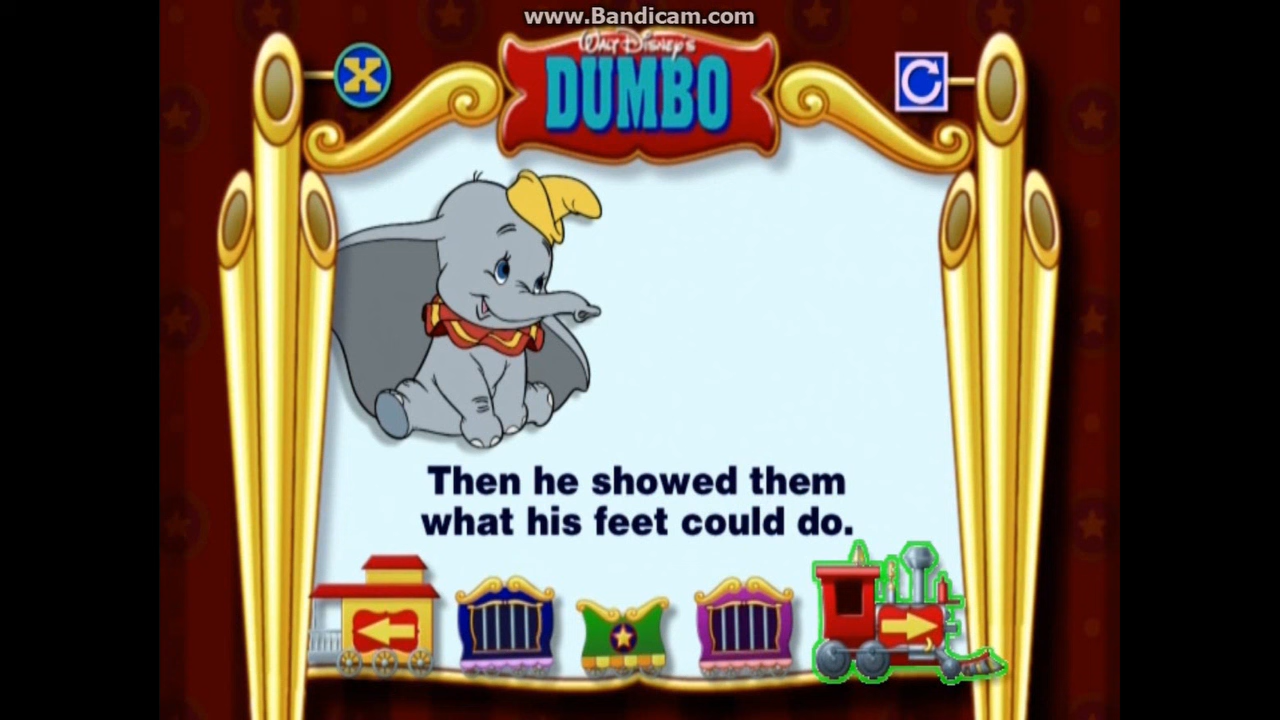 www.Bandicam.com
Walt Disney's
DUMBO
Then he showed them
what his feet could do.